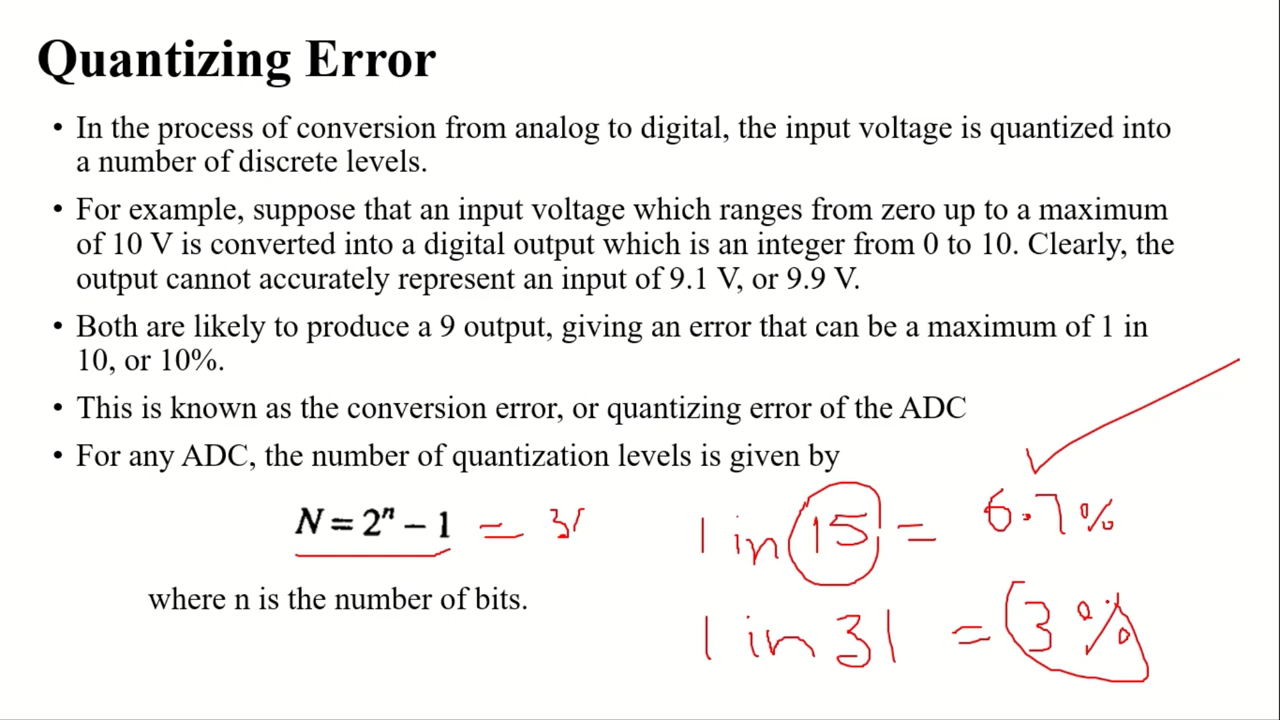 Quantizing Error
• In the process of conversion from analog to digital, the input voltage is quantized into
a number of discrete levels.
• For example, suppose that an input voltage which ranges from zero up to a maximum
of 10 V is converted into a digital output which is an integer from 0 to 10. Clearly, the
output cannot accurately represent an input of 9.1 V, or 9.9 V.
• Both are likely to produce a 9 output, giving an error that can be a maximum of 1 in
10, or 10%.
• This is known as the conversion error, or quantizing error of the ADC
• For any ADC, the number of quantization levels is given by
N = 2ⁿ – 1 = 31
1 in 15 = 6.7%
where n is the number of bits.
1 in 31 = 3%